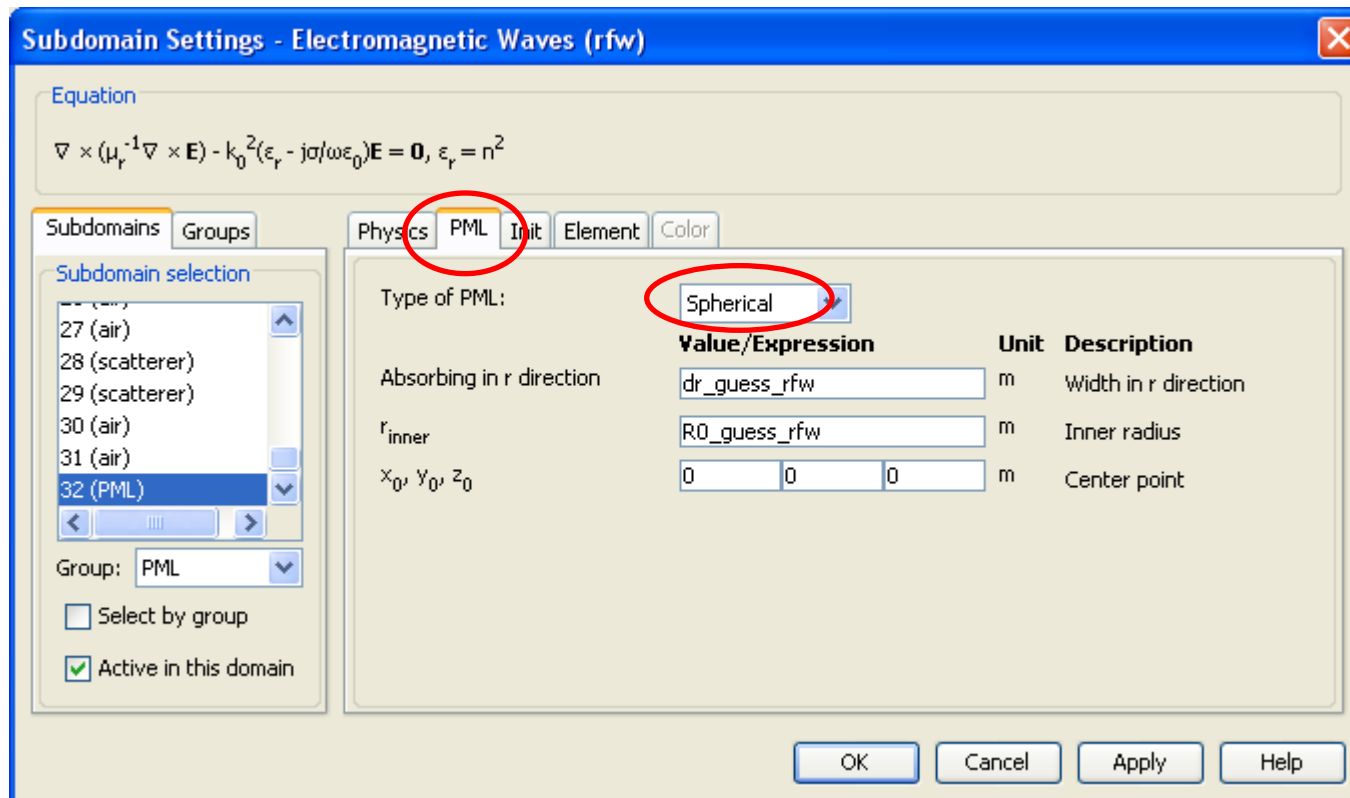 Subdomain Settings - Electromagnetic Waves (rfw)
Equation
∇ × (μr^-1∇ × E) - k0^2(εr - jσ/ωε0)E = 0, εr = n^2
Subdomains Groups
Physics PML Init Element Color
Subdomain selection
27 (air)
28 (scatterer)
29 (scatterer)
30 (air)
31 (air)
32 (PML)
Group: PML
Select by group
Active in this domain
Type of PML: Spherical
Value/Expression Unit Description
Absorbing in r direction dr_guess_rfw m Width in r direction
rinner R0_guess_rfw m Inner radius
x0, y0, z0 0 0 0 m Center point
OK Cancel Apply Help